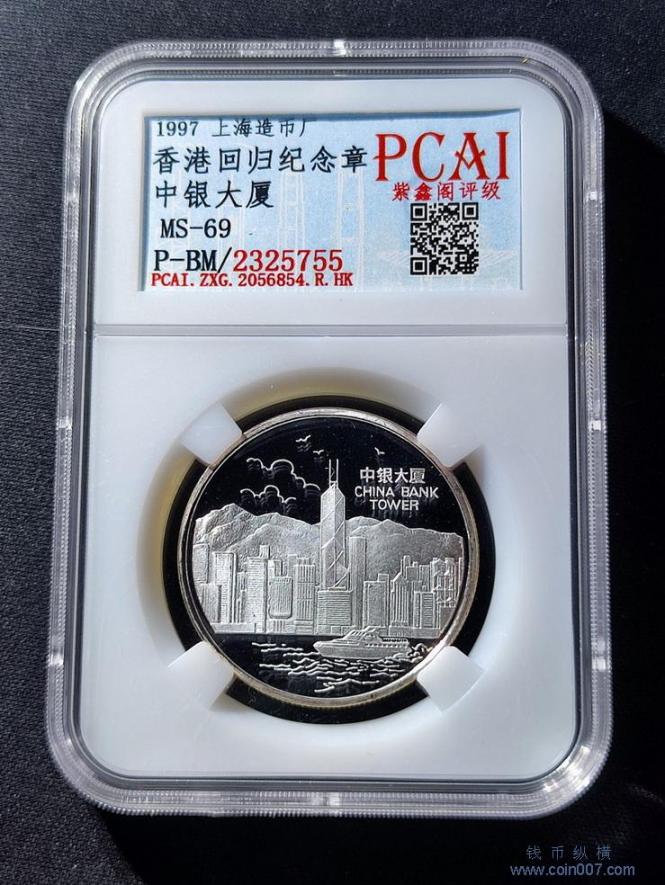 1997 上海造币厂
香港回归纪念章
中银大厦
MS-69
P-BM/2325755
PCAI.ZXG.2056854.R.HK
PCAI
紫鑫阁评级
中银大厦
CHINA BANK
TOWER
钱币纵横
www.coin007.com